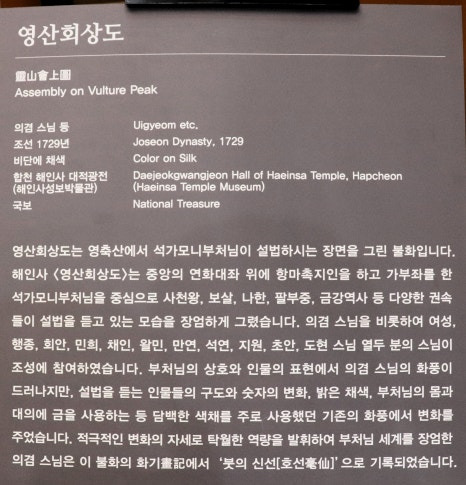 영산회상도
靈山會上圖
Assembly on Vulture Peak
의겸 스님 등 Uigyeom etc.
조선 1729년 Joseon Dynasty, 1729
비단에 채색 Color on Silk
합천 해인사 대적광전 Daejeokgwangjeon Hall of Haeinsa Temple, Hapcheon
(해인사성보박물관) (Haeinsa Temple Museum)
국보 National Treasure
영산회상도는 영축산에서 석가모니부처님이 설법하시는 장면을 그린 불화입니다.
해인사 〈영산회상도〉는 중앙의 연화대좌 위에 항마촉지인을 하고 가부좌를 한
석가모니부처님을 중심으로 사천왕, 보살, 나한, 팔부중, 금강역사 등 다양한 권속
들이 설법을 듣고 있는 모습을 장엄하게 그렸습니다. 의겸 스님을 비롯하여 여성,
행종, 회안, 민희, 채인, 왈민, 만연, 석연, 지원, 초안, 도현 스님 열두 분의 스님이
조성에 참여하였습니다. 부처님의 상호와 인물의 표현에서 의겸 스님의 화풍이
드러나지만, 설법을 듣는 인물들의 구도와 숫자의 변화, 밝은 채색, 부처님의 몸과
대의에 금을 사용하는 등 담백한 색채를 주로 사용했던 기존의 화풍에서 변화를
주었습니다. 적극적인 변화의 자세로 탁월한 역량을 발휘하여 부처님 세계를 장엄한
의겸 스님은 이 불화의 화기畫記에서 ‘붓의 신선[호선毫仙]’으로 기록되었습니다.